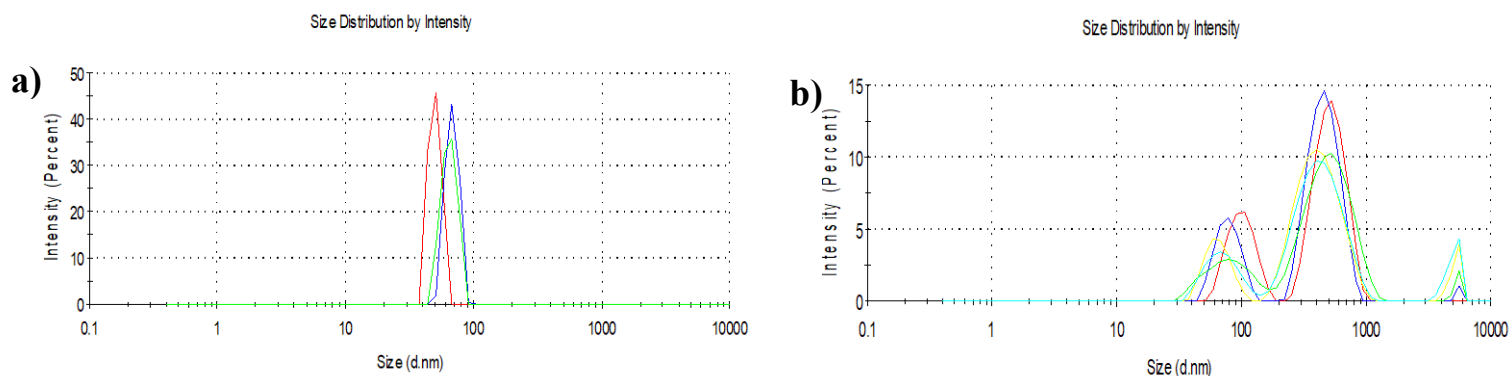 Size Distribution by Intensity
a)
Intensity (Percent)
50
40
30
20
10
0
0.1 1 10 100 1000 10000
Size (d.nm)
Size Distribution by Intensity
b)
Intensity (Percent)
15
10
5
0
0.1 1 10 100 1000 10000
Size (d.nm)